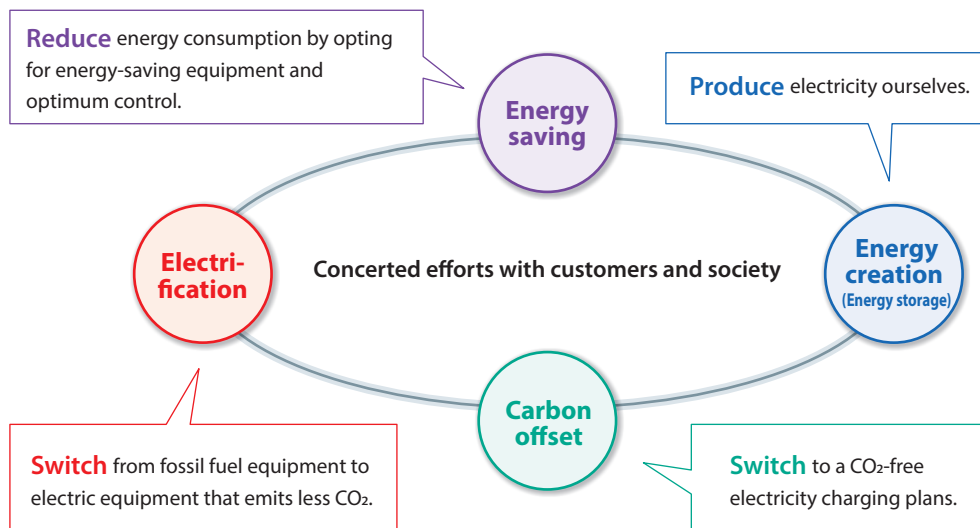 Reduce energy consumption by opting
for energy-saving equipment and
optimum control.
Energy
saving
Produce electricity ourselves.
Electri-
fication
Concerted efforts with customers and society
Energy
creation
(Energy storage)
Carbon
offset
Switch from fossil fuel equipment to
electric equipment that emits less CO₂.
Switch to a CO₂-free
electricity charging plans.